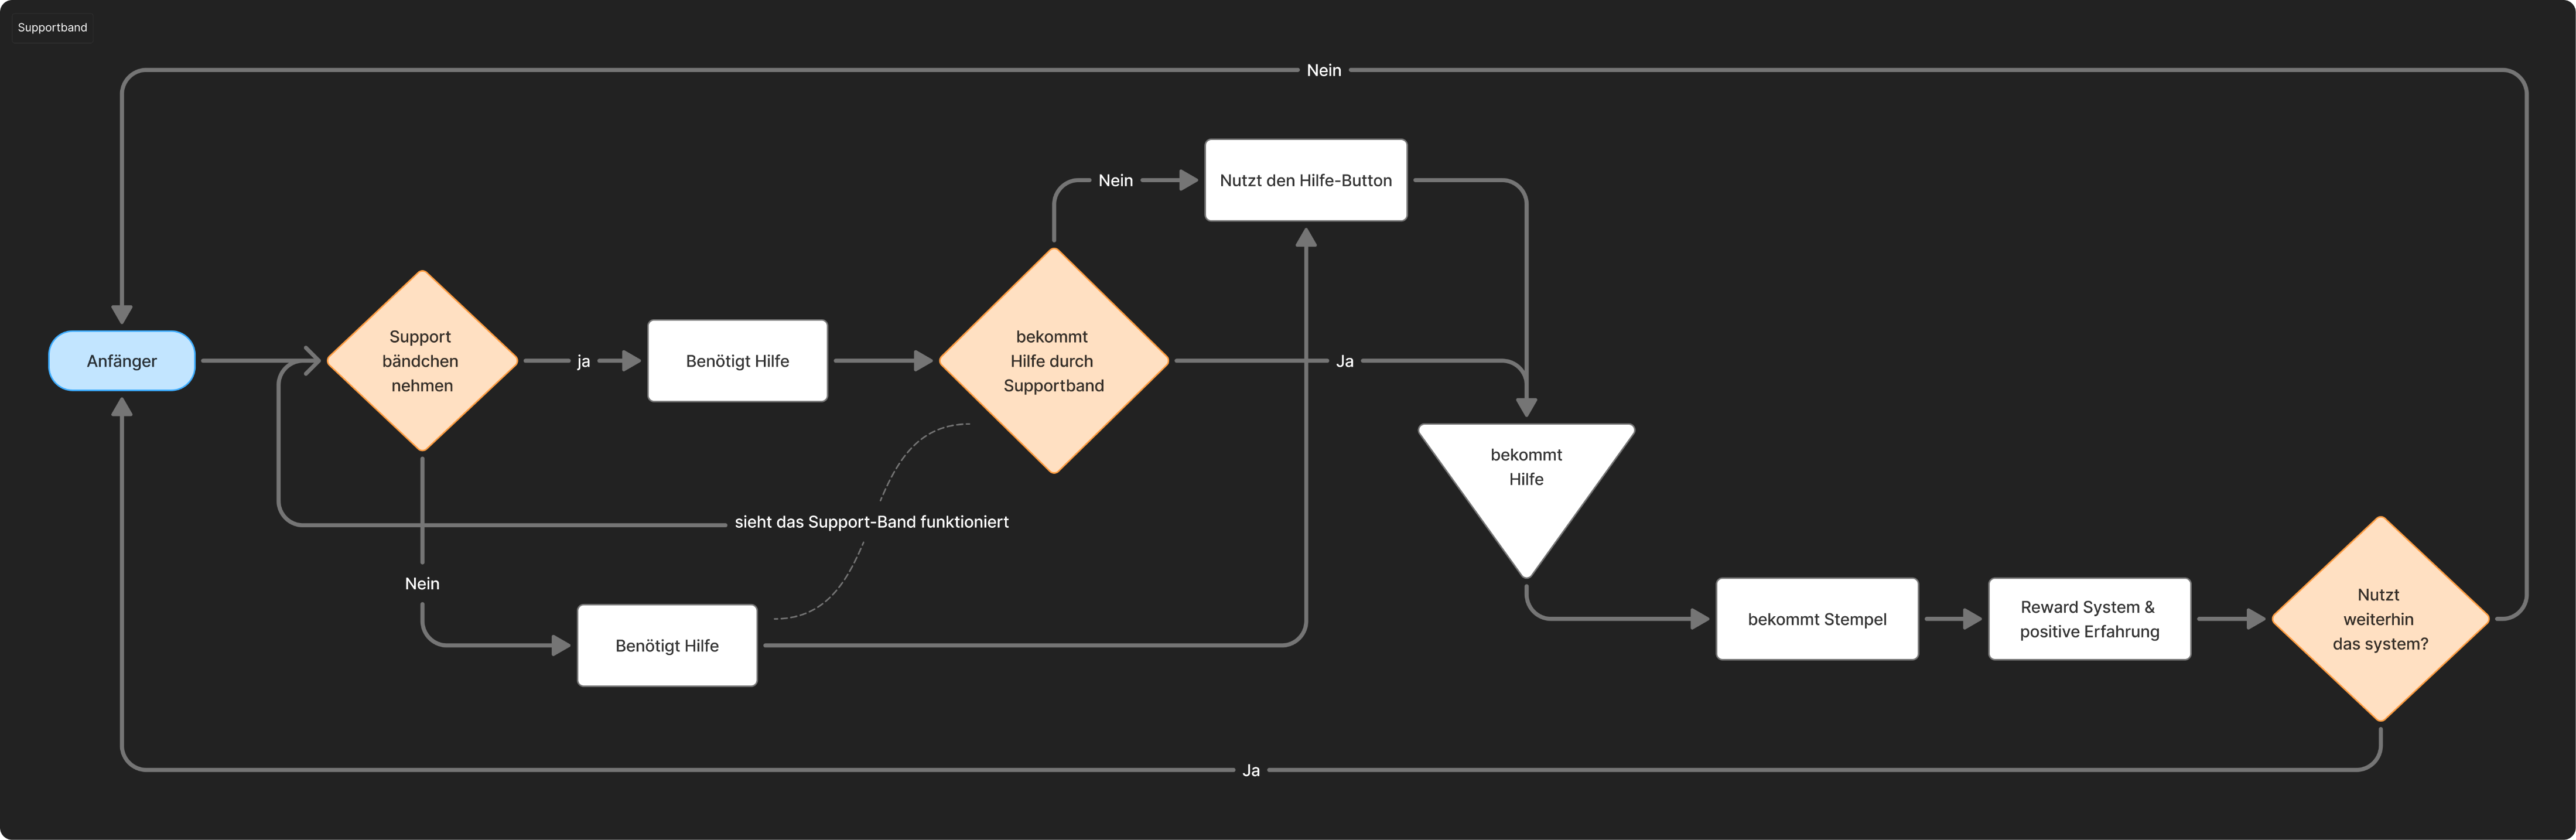 Supportband
Nein
Nein
Nutzt den Hilfe-Button
Anfänger
Support
bändchen
nehmen
ja
Benötigt Hilfe
bekommt
Hilfe durch
Supportband
Ja
bekommt
Hilfe
sieht das Support-Band funktioniert
Nein
Benötigt Hilfe
bekommt Stempel
Reward System &
positive Erfahrung
Nutzt
weiterhin
das system?
Ja